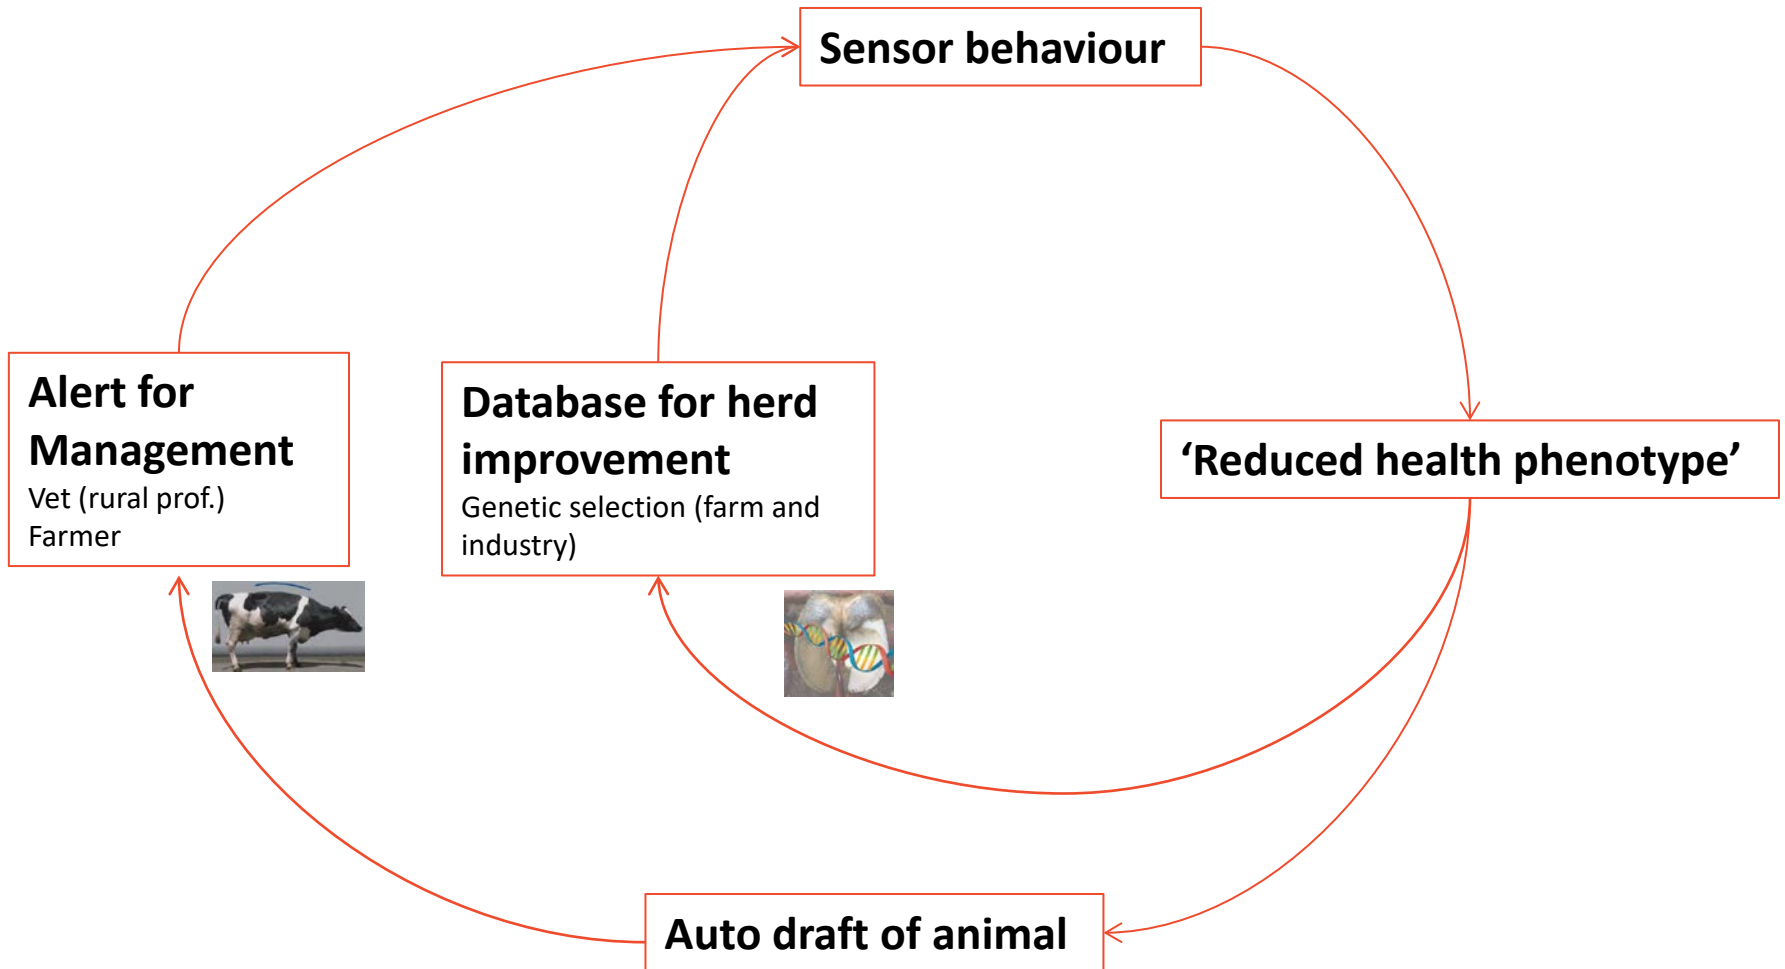 Sensor behaviour
Alert for
Management
Vet (rural prof.)
Farmer
Database for herd
improvement
Genetic selection (farm and
industry)
‘Reduced health phenotype’
Auto draft of animal